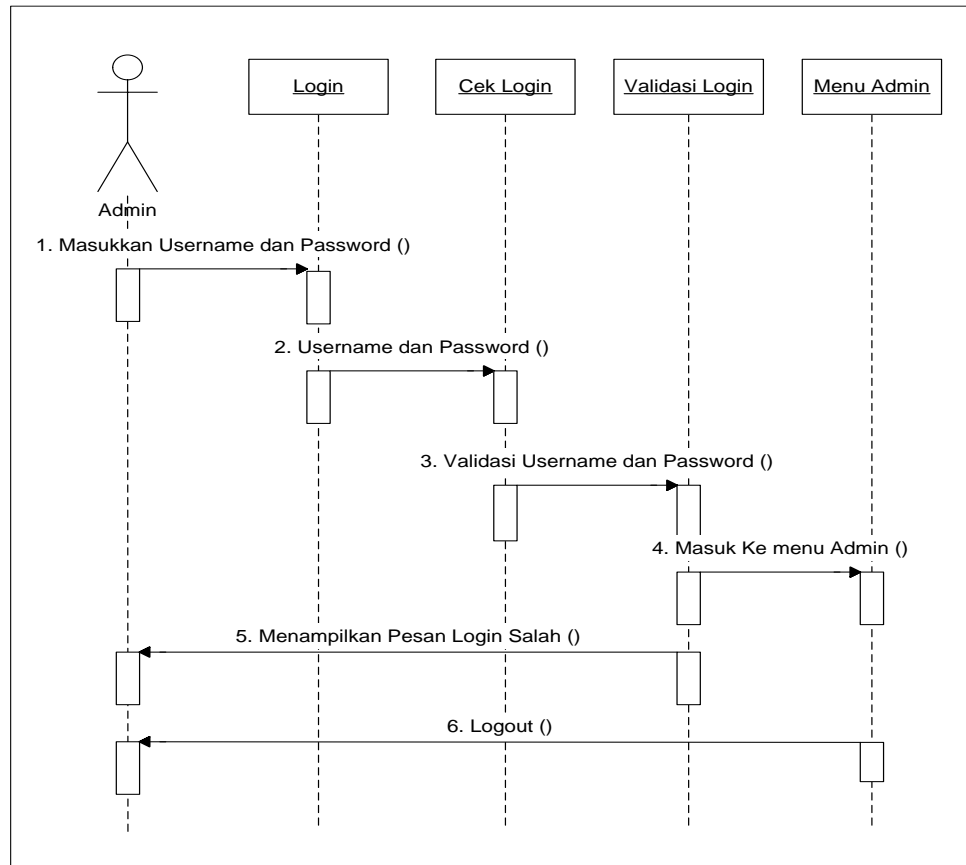 Login
Cek Login
Validasi Login
Menu Admin
Admin
1. Masukkan Username dan Password ()
2. Username dan Password ()
3. Validasi Username dan Password ()
4. Masuk Ke menu Admin ()
5. Menampilkan Pesan Login Salah ()
6. Logout ()